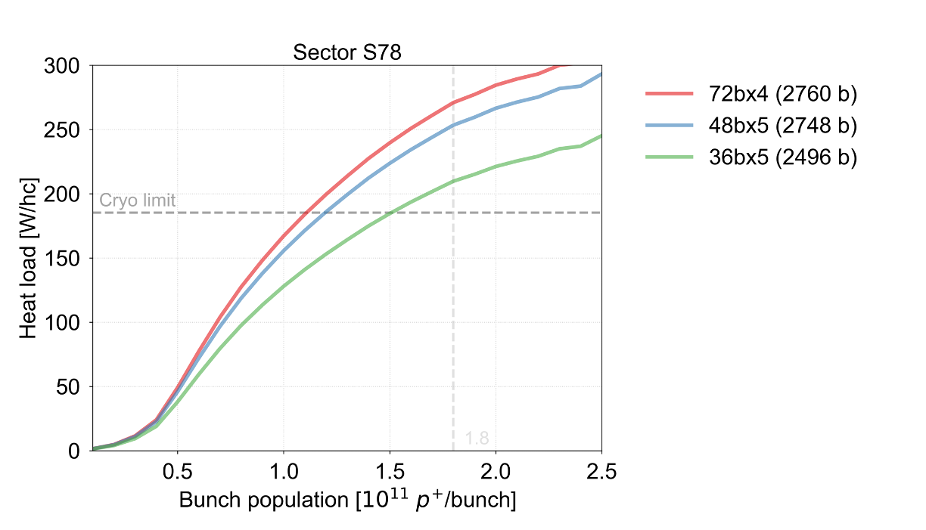 Sector S78
300
250
200
150
100
50
0
Heat load [W/hc]
Cryo limit
1.8
0.5
1.0
1.5
2.0
2.5
Bunch population [10¹¹ p⁺/bunch]
72bx4 (2760 b)
48bx5 (2748 b)
36bx5 (2496 b)